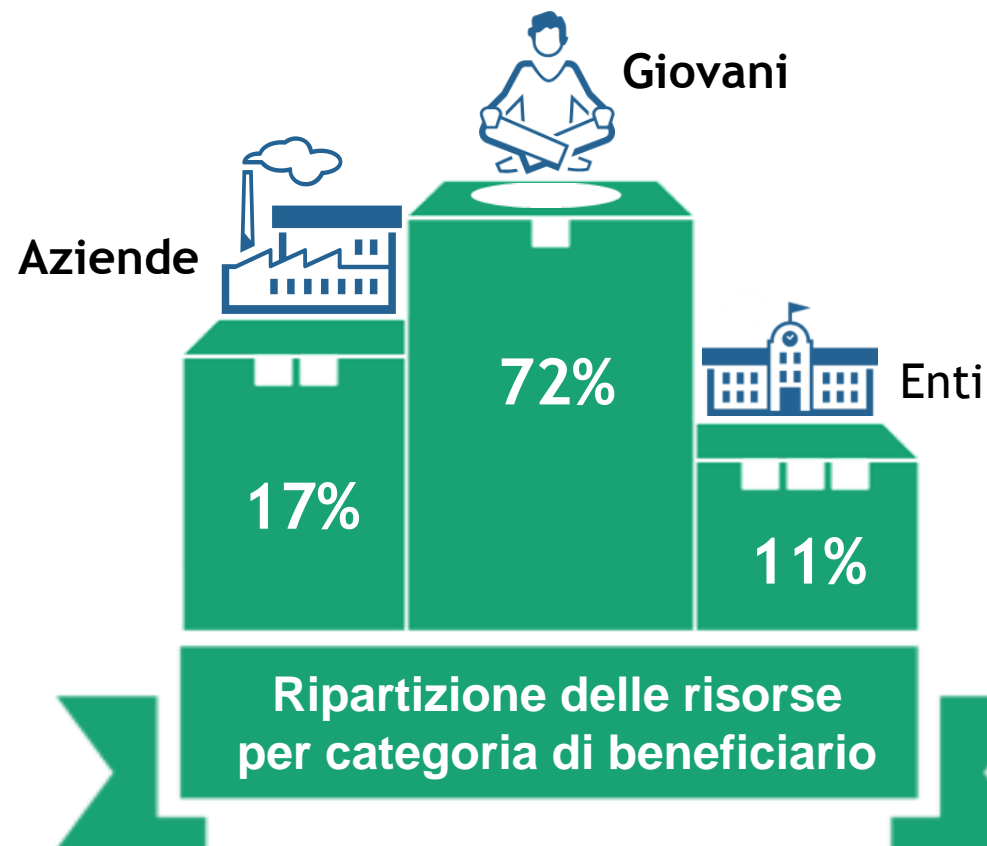 Giovani
Aziende
Enti
72%
17%
11%
Ripartizione delle risorse
per categoria di beneficiario